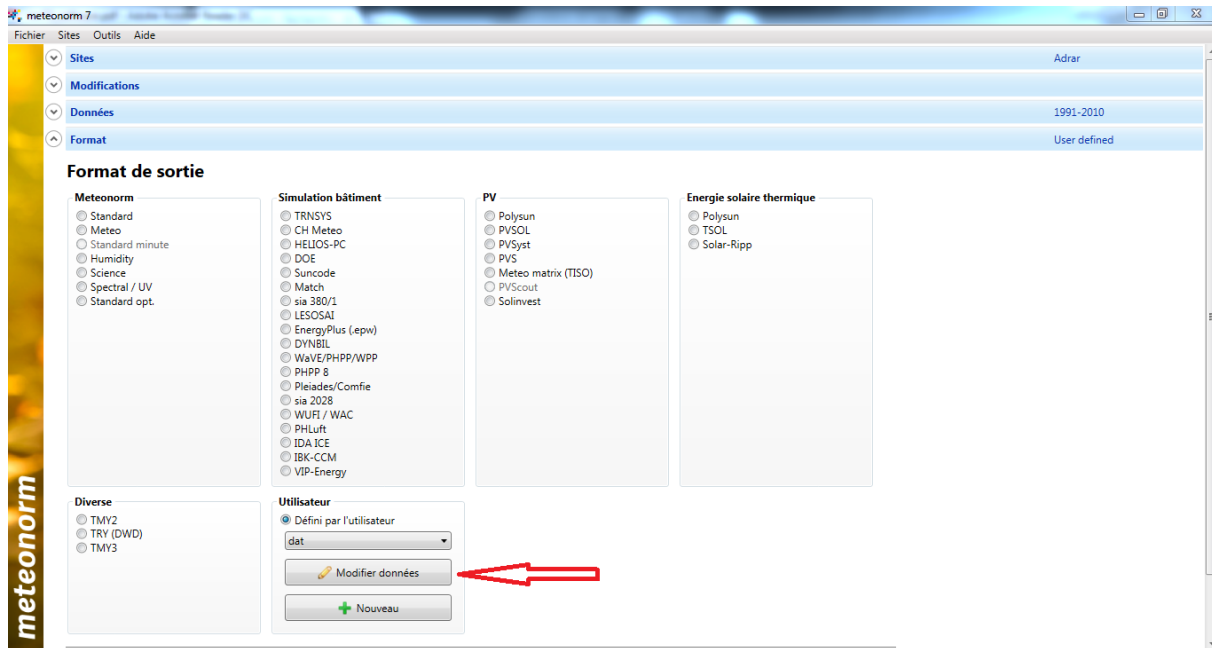 meteonorm 7
Fichier Sites Outils Aide
Sites Adrar
Modifications
Données 1991-2010
Format User defined
Format de sortie
Meteonorm
Standard
Meteo
Standard minute
Humidity
Science
Spectral / UV
Standard opt.
Simulation bâtiment
TRNSYS
CH Meteo
HELIOS-PC
DOE
Suncode
Match
sia 380/1
LESOSAI
EnergyPlus (.epw)
DYNBIL
WaVE/PHPP/WPP
PHPP 8
Pleiades/Comfie
sia 2028
WUFI / WAC
PHLuft
IDA ICE
IBK-CCM
VIP-Energy
PV
Polysun
PVSOL
PVSyst
PVS
Meteo matrix (TISO)
PVScout
Solinvest
Energie solaire thermique
Polysun
TSOL
Solar-Ripp
Diverse
TMY2
TRY (DWD)
TMY3
Utilisateur
Défini par l'utilisateur
dat
Modifier données
Nouveau
meteonorm